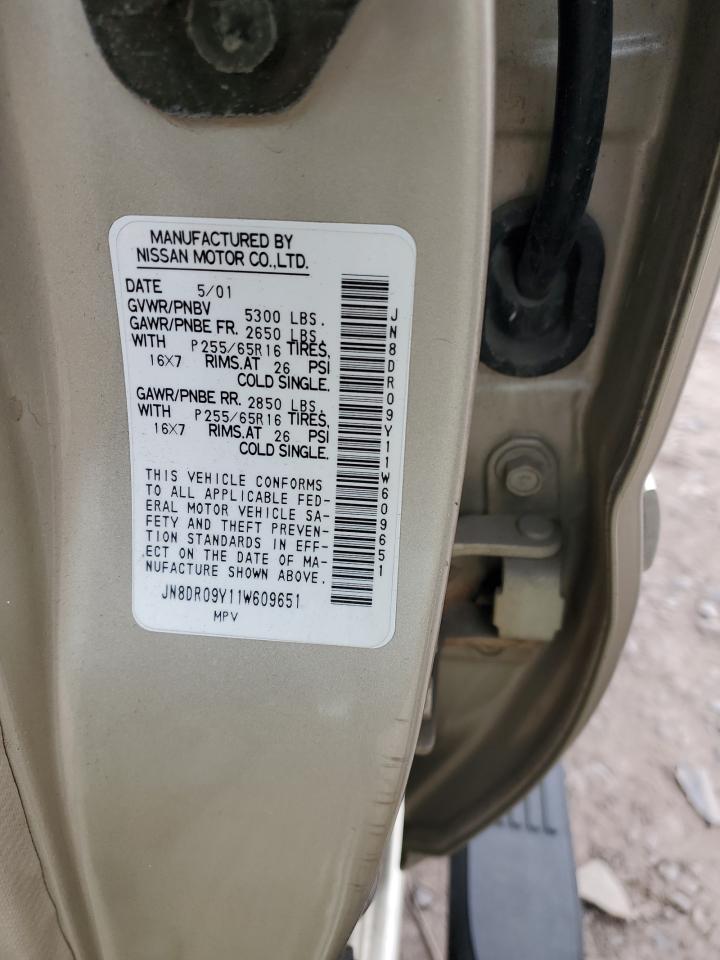 MANUFACTURED BY
NISSAN MOTOR CO.,LTD.
DATE 5/01
GVWR/PNBV 5300 LBS.
GAWR/PNBE FR. 2650 LBS.
WITH P255/65R16 TIRES,
16X7 RIMS.AT 26 PSI
COLD SINGLE.
GAWR/PNBE RR. 2850 LBS.
WITH P255/65R16 TIRES,
16X7 RIMS.AT 26 PSI
COLD SINGLE.
THIS VEHICLE CONFORMS
TO ALL APPLICABLE FED-
ERAL MOTOR VEHICLE SA-
FETY AND THEFT PREVEN-
TION STANDARDS IN EFF-
ECT ON THE DATE OF MA-
NUFACTURE SHOWN ABOVE.
JN8DR09Y11W609651
MPV
JN8DR09Y11W609651